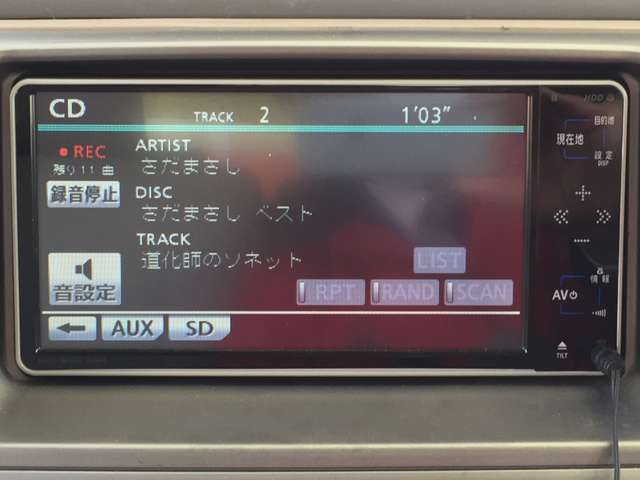 CD TRACK 2 1'03"
HDD
目的地
現在地
設定
DISP
REC
残り11曲
録音停止
ARTIST
さだまさし
DISC
さだまさし ベスト
TRACK
道化師のソネット
LIST
RPT RAND SCAN
音設定
AUX SD
情報
AV
TILT